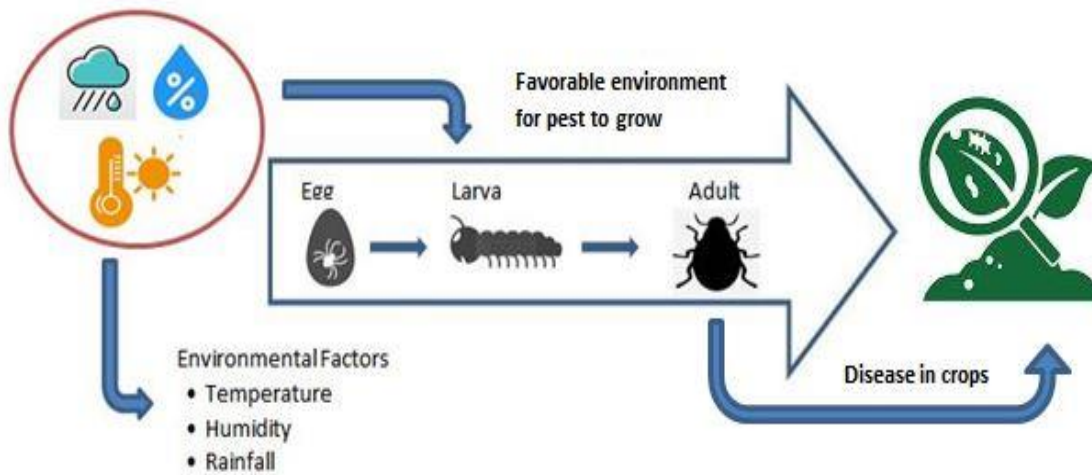 %
Favorable environment
for pest to grow
Egg
Larva
Adult
Environmental Factors
• Temperature
• Humidity
• Rainfall
Disease in crops